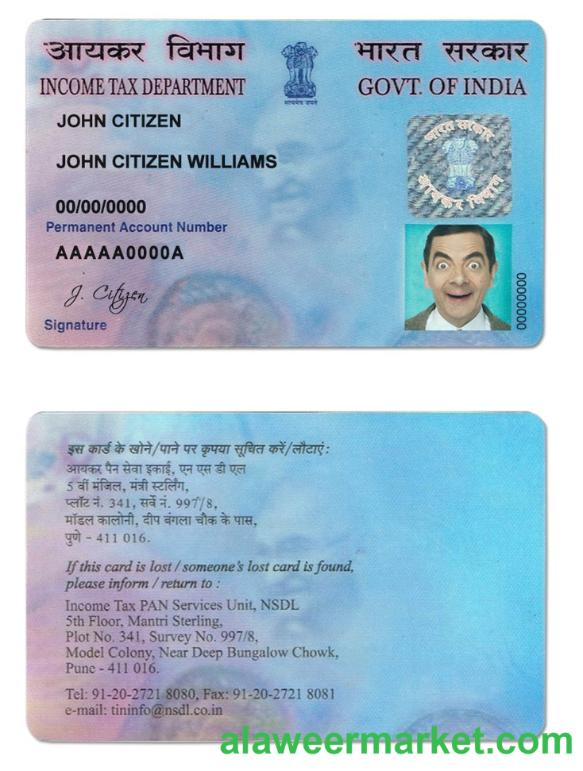 आयकर विभाग
INCOME TAX DEPARTMENT
सत्यमेव जयते
भारत सरकार
GOVT. OF INDIA
JOHN CITIZEN
JOHN CITIZEN WILLIAMS
00/00/0000
Permanent Account Number
AAAAA0000A
J. Citizen
Signature
भारत सरकार
आयकर विभाग
00000000
इस कार्ड के खोने/पाने पर कृपया सूचित करें/लौटाएं:
आयकर पैन सेवा इकाई, एन एस डी एल
5 वीं मंजिल, मंत्री स्टर्लिंग,
प्लॉट नं. 341, सर्वे नं. 997/8,
मॉडल कालोनी, दीप बंगला चौक के पास,
पुणे - 411 016.
If this card is lost / someone's lost card is found,
please inform / return to :
Income Tax PAN Services Unit, NSDL
5th Floor, Mantri Sterling,
Plot No. 341, Survey No. 997/8,
Model Colony, Near Deep Bungalow Chowk,
Pune - 411 016.
Tel: 91-20-2721 8080, Fax: 91-20-2721 8081
e-mail: tininfo@nsdl.co.in
alaweermarket.com